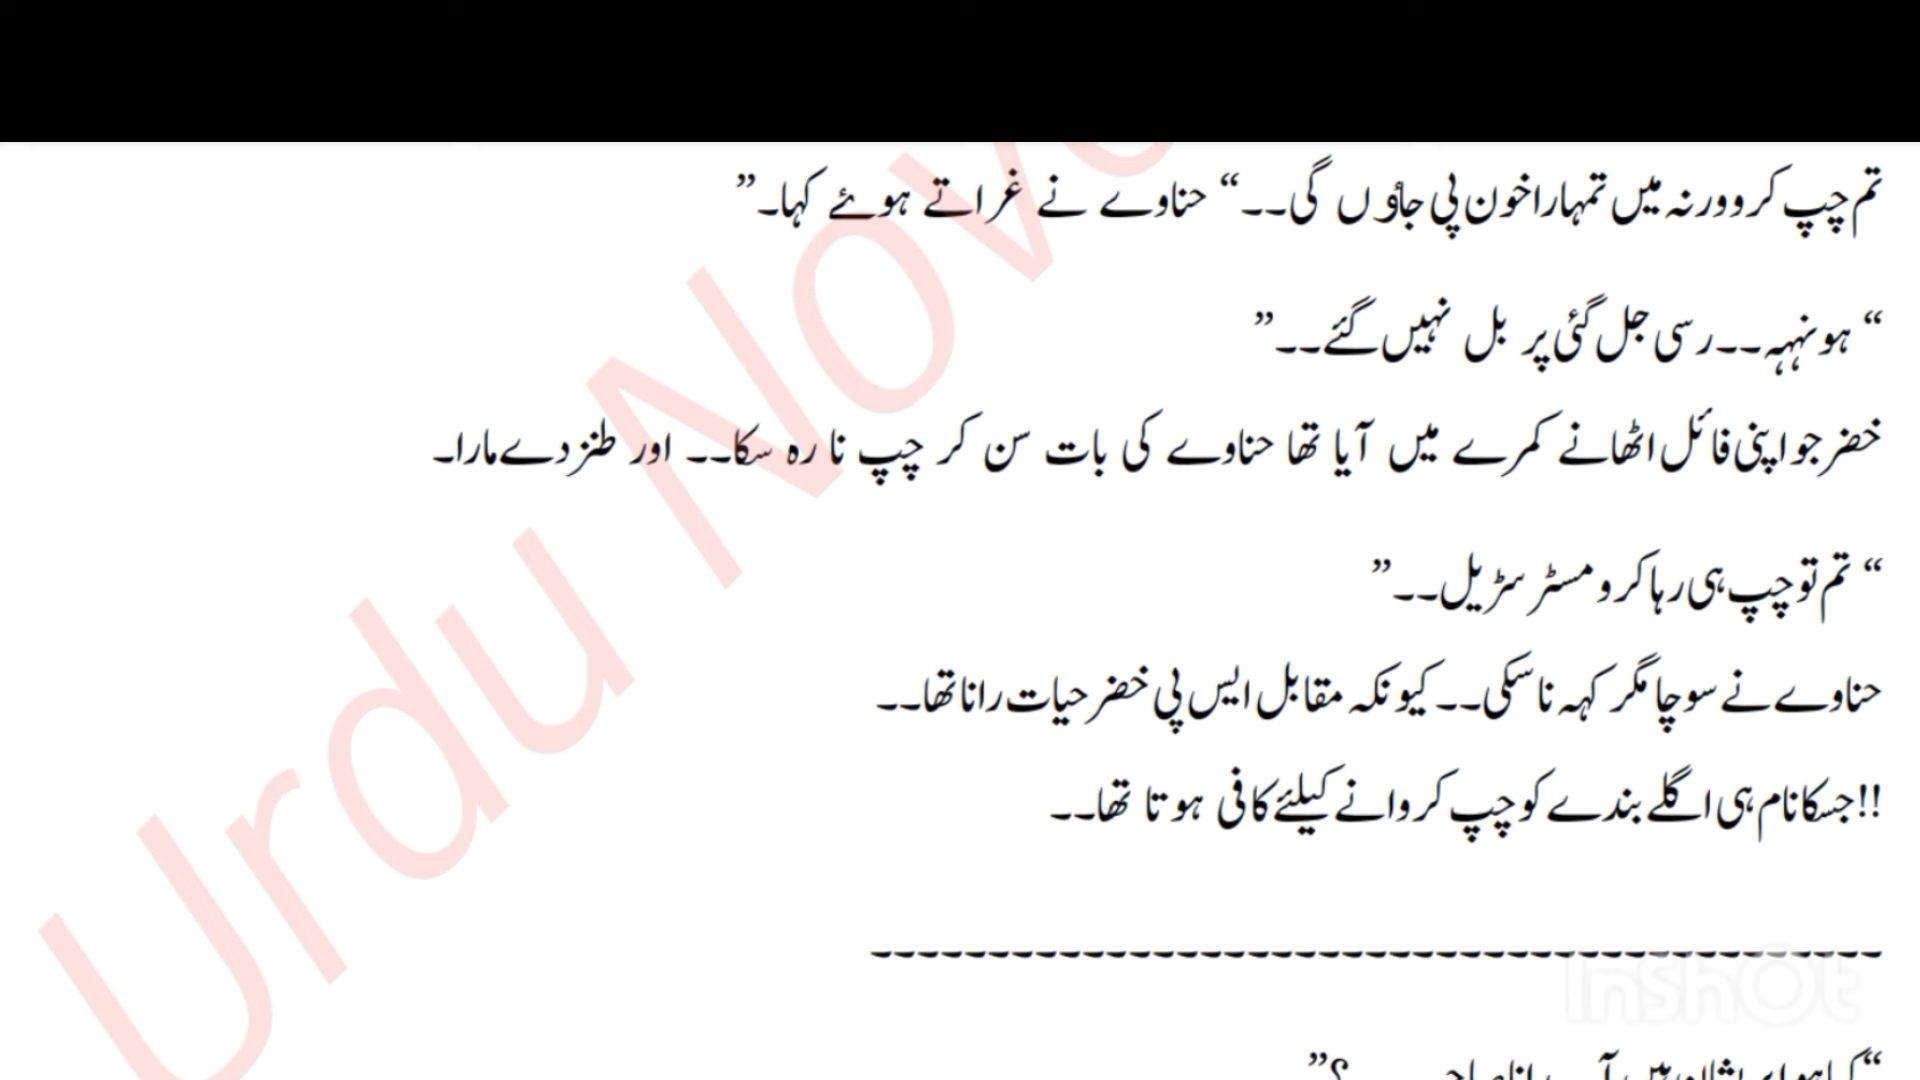 تم چپ کرو ورنہ میں تمہارا خون پی جاؤں گی۔۔“ حناوے نے غراتے ہوئے کہا۔”
“ ہونہہہ۔۔رسی جل گئی پر بل نہیں گئے۔۔”
خضر جو اپنی فائل اٹھانے کمرے میں آیا تھا حناوے کی بات سن کر چپ نا رہ سکا۔۔ اور طنز دے مارا۔
“ تم تو چپ ہی رہا کرو مسٹر سڑیل۔۔”
حناوے نے سوچا مگر کہہ نا سکی۔۔کیونکہ مقابل ایس پی خضر حیات رانا تھا۔۔
!!جسکا نام ہی اگلے بندے کو چپ کروانے کیلئے کافی ہوتا تھا۔۔
Urdu Nove
InshOt